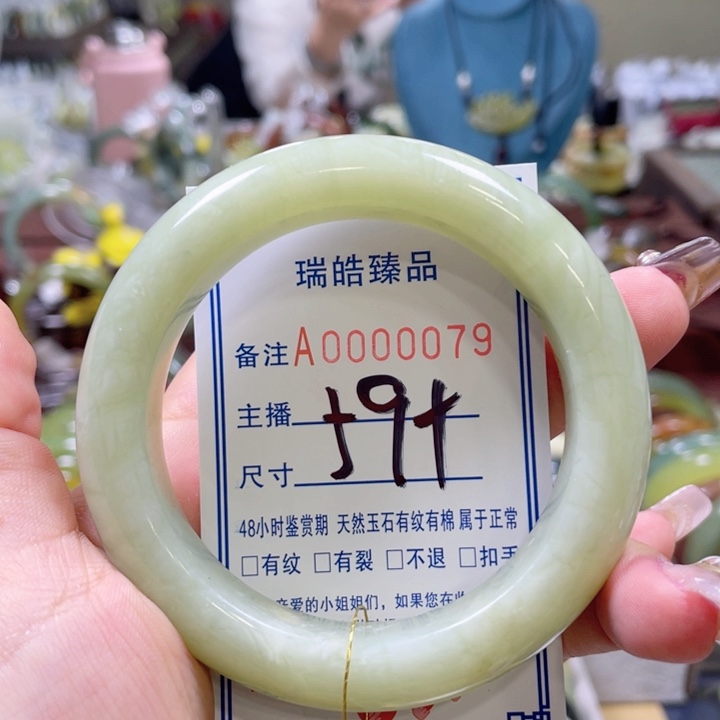 瑞皓臻品
备注A0000079
主播
尺寸
48小时鉴赏期 天然玉石有纹有棉属于正常
□有纹 □有裂 □不退 □扣手
亲爱的小姐姐们，如果您在收